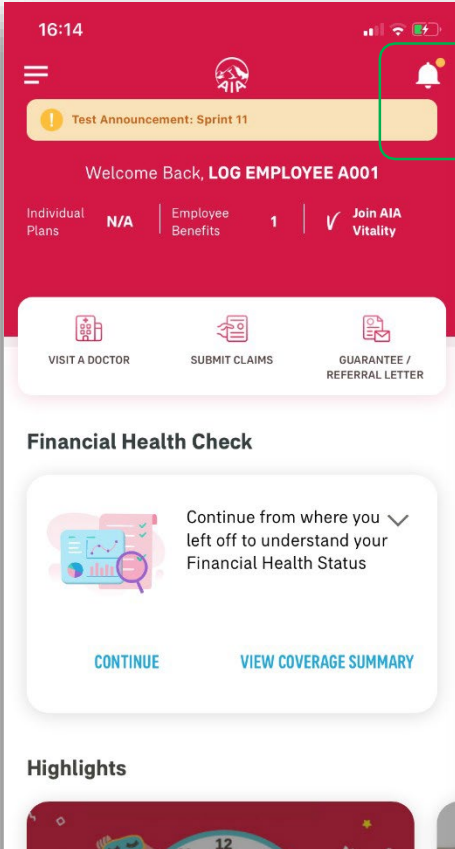 16:14
AIA
Test Announcement: Sprint 11
Welcome Back, LOG EMPLOYEE A001
Individual Plans N/A
Employee Benefits 1
Join AIA Vitality
VISIT A DOCTOR
SUBMIT CLAIMS
GUARANTEE /
REFERRAL LETTER
Financial Health Check
Continue from where you
left off to understand your
Financial Health Status
CONTINUE
VIEW COVERAGE SUMMARY
Highlights
12